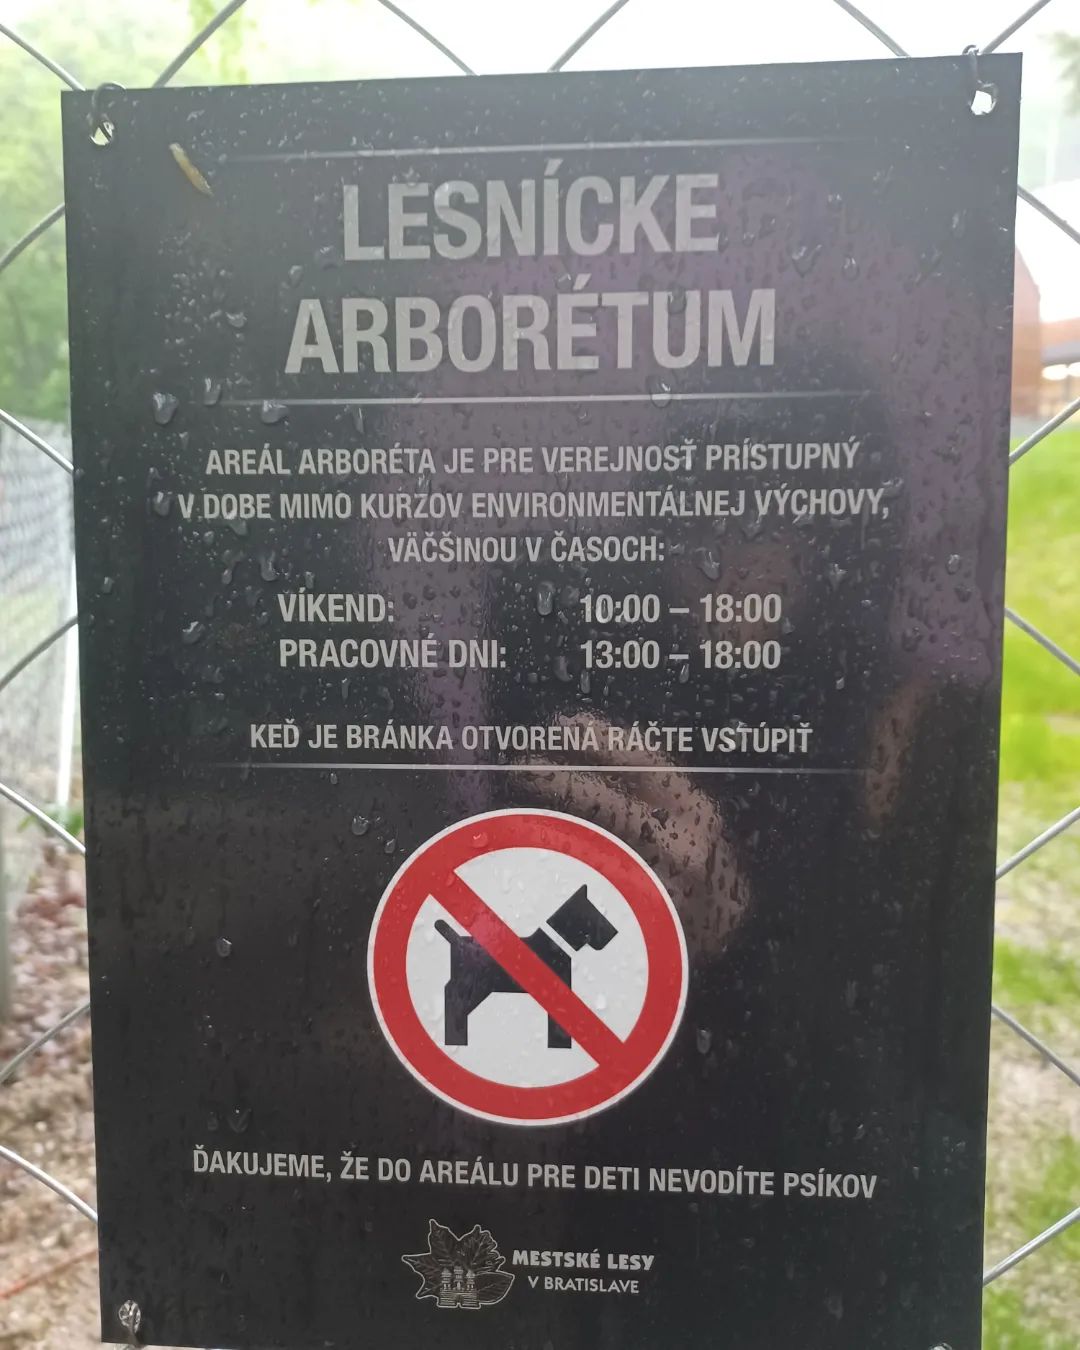 LESNÍCKE
ARBORÉTUM
AREÁL ARBORÉTA JE PRE VEREJNOSŤ PRÍSTUPNÝ
V DOBE MIMO KURZOV ENVIRONMENTÁLNEJ VÝCHOVY,
VÄČŠINOU V ČASOCH:
VÍKEND: 10:00 – 18:00
PRACOVNÉ DNI: 13:00 – 18:00
KEĎ JE BRÁNKA OTVORENÁ RÁČTE VSTÚPIŤ
ĎAKUJEME, ŽE DO AREÁLU PRE DETI NEVODÍTE PSÍKOV
MESTSKÉ LESY
V BRATISLAVE